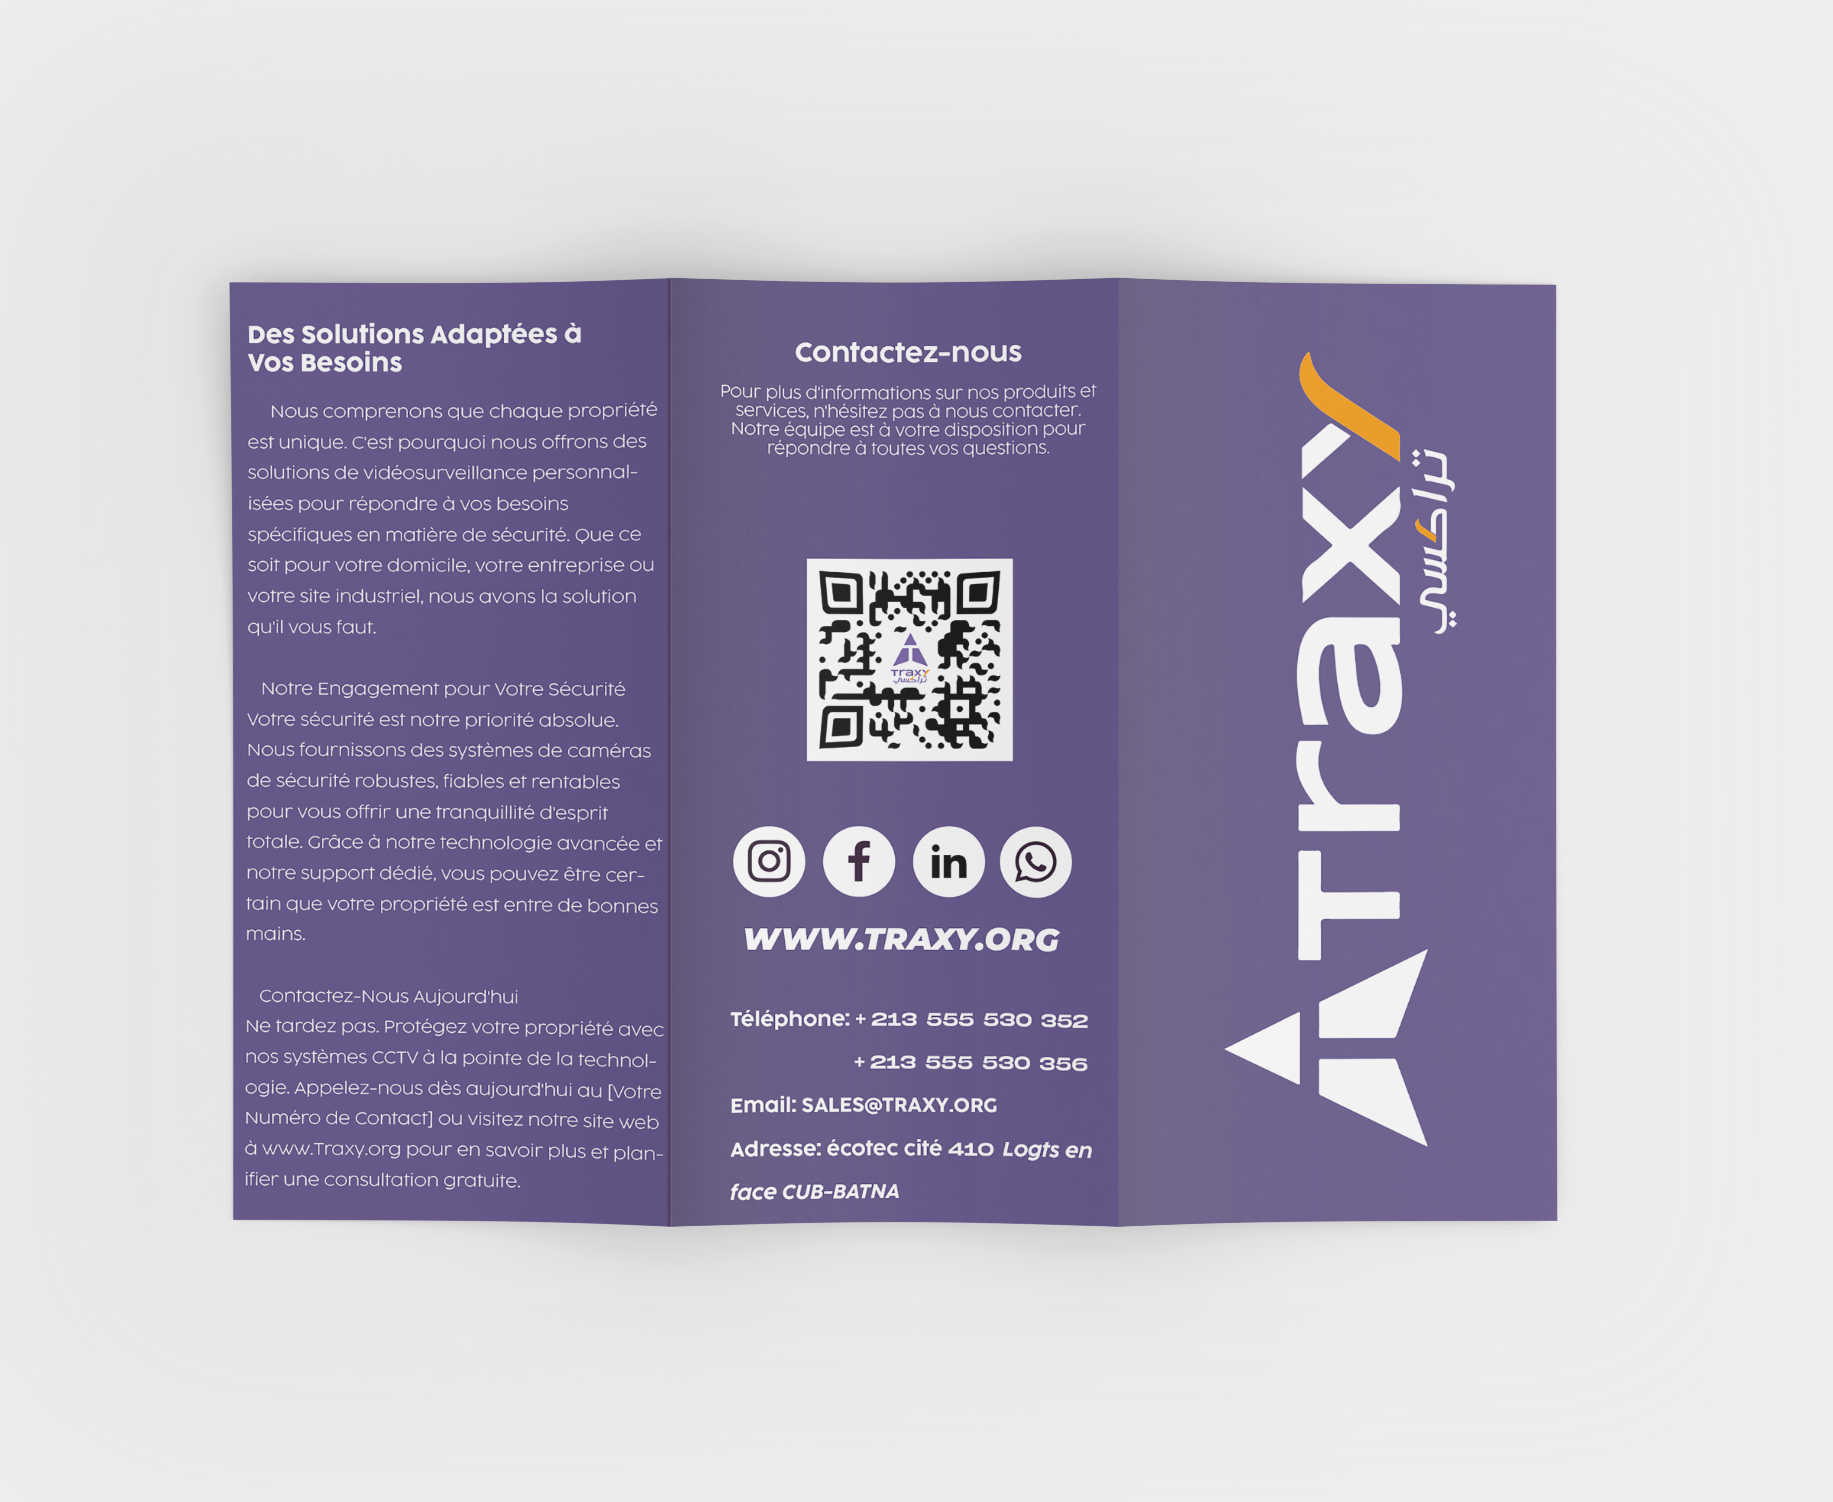 Des Solutions Adaptées à
Vos Besoins
Nous comprenons que chaque propriété
est unique. C'est pourquoi nous offrons des
solutions de vidéosurveillance personnal-
isées pour répondre à vos besoins
spécifiques en matière de sécurité. Que ce
soit pour votre domicile, votre entreprise ou
votre site industriel, nous avons la solution
qu'il vous faut.
Notre Engagement pour Votre Sécurité
Votre sécurité est notre priorité absolue.
Nous fournissons des systèmes de caméras
de sécurité robustes, fiables et rentables
pour vous offrir une tranquillité d'esprit
totale. Grâce à notre technologie avancée et
notre support dédié, vous pouvez être cer-
tain que votre propriété est entre de bonnes
mains.
Contactez-Nous Aujourd'hui
Ne tardez pas. Protégez votre propriété avec
nos systèmes CCTV à la pointe de la technol-
ogie. Appelez-nous dès aujourd'hui au [Votre
Numéro de Contact] ou visitez notre site web
à www.Traxy.org pour en savoir plus et plan-
ifier une consultation gratuite.
Contactez-nous
Pour plus d'informations sur nos produits et
services, n'hésitez pas à nous contacter.
Notre équipe est à votre disposition pour
répondre à toutes vos questions.
Traxy
تراكسي
in
WWW.TRAXY.ORG
Téléphone: + 213 555 530 352
+ 213 555 530 356
Email: SALES@TRAXY.ORG
Adresse: écotec cité 410 Logts en
face CUB-BATNA
Traxy
تراكسي